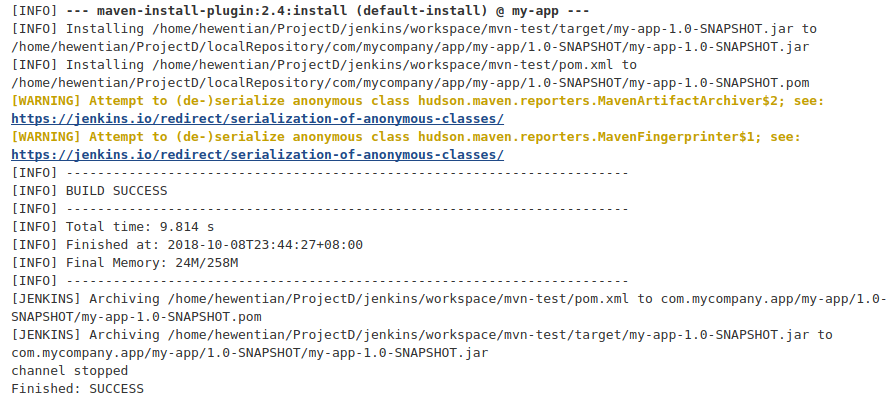 [INFO] --- maven-install-plugin:2.4:install (default-install) @ my-app ---
[INFO] Installing /home/hewentian/ProjectD/jenkins/workspace/mvn-test/target/my-app-1.0-SNAPSHOT.jar to
/home/hewentian/ProjectD/localRepository/com/mycompany/app/my-app/1.0-SNAPSHOT/my-app-1.0-SNAPSHOT.jar
[INFO] Installing /home/hewentian/ProjectD/jenkins/workspace/mvn-test/pom.xml to
/home/hewentian/ProjectD/localRepository/com/mycompany/app/my-app/1.0-SNAPSHOT/my-app-1.0-SNAPSHOT.pom
[WARNING] Attempt to (de-)serialize anonymous class hudson.maven.reporters.MavenArtifactArchiver$2; see:
https://jenkins.io/redirect/serialization-of-anonymous-classes/
[WARNING] Attempt to (de-)serialize anonymous class hudson.maven.reporters.MavenFingerprinter$1; see:
https://jenkins.io/redirect/serialization-of-anonymous-classes/
[INFO] ------------------------------------------------------------------------
[INFO] BUILD SUCCESS
[INFO] ------------------------------------------------------------------------
[INFO] Total time: 9.814 s
[INFO] Finished at: 2018-10-08T23:44:27+08:00
[INFO] Final Memory: 24M/258M
[INFO] ------------------------------------------------------------------------
[JENKINS] Archiving /home/hewentian/ProjectD/jenkins/workspace/mvn-test/pom.xml to com.mycompany.app/my-app/1.0-
SNAPSHOT/my-app-1.0-SNAPSHOT.pom
[JENKINS] Archiving /home/hewentian/ProjectD/jenkins/workspace/mvn-test/target/my-app-1.0-SNAPSHOT.jar to
com.mycompany.app/my-app/1.0-SNAPSHOT/my-app-1.0-SNAPSHOT.jar
channel stopped
Finished: SUCCESS